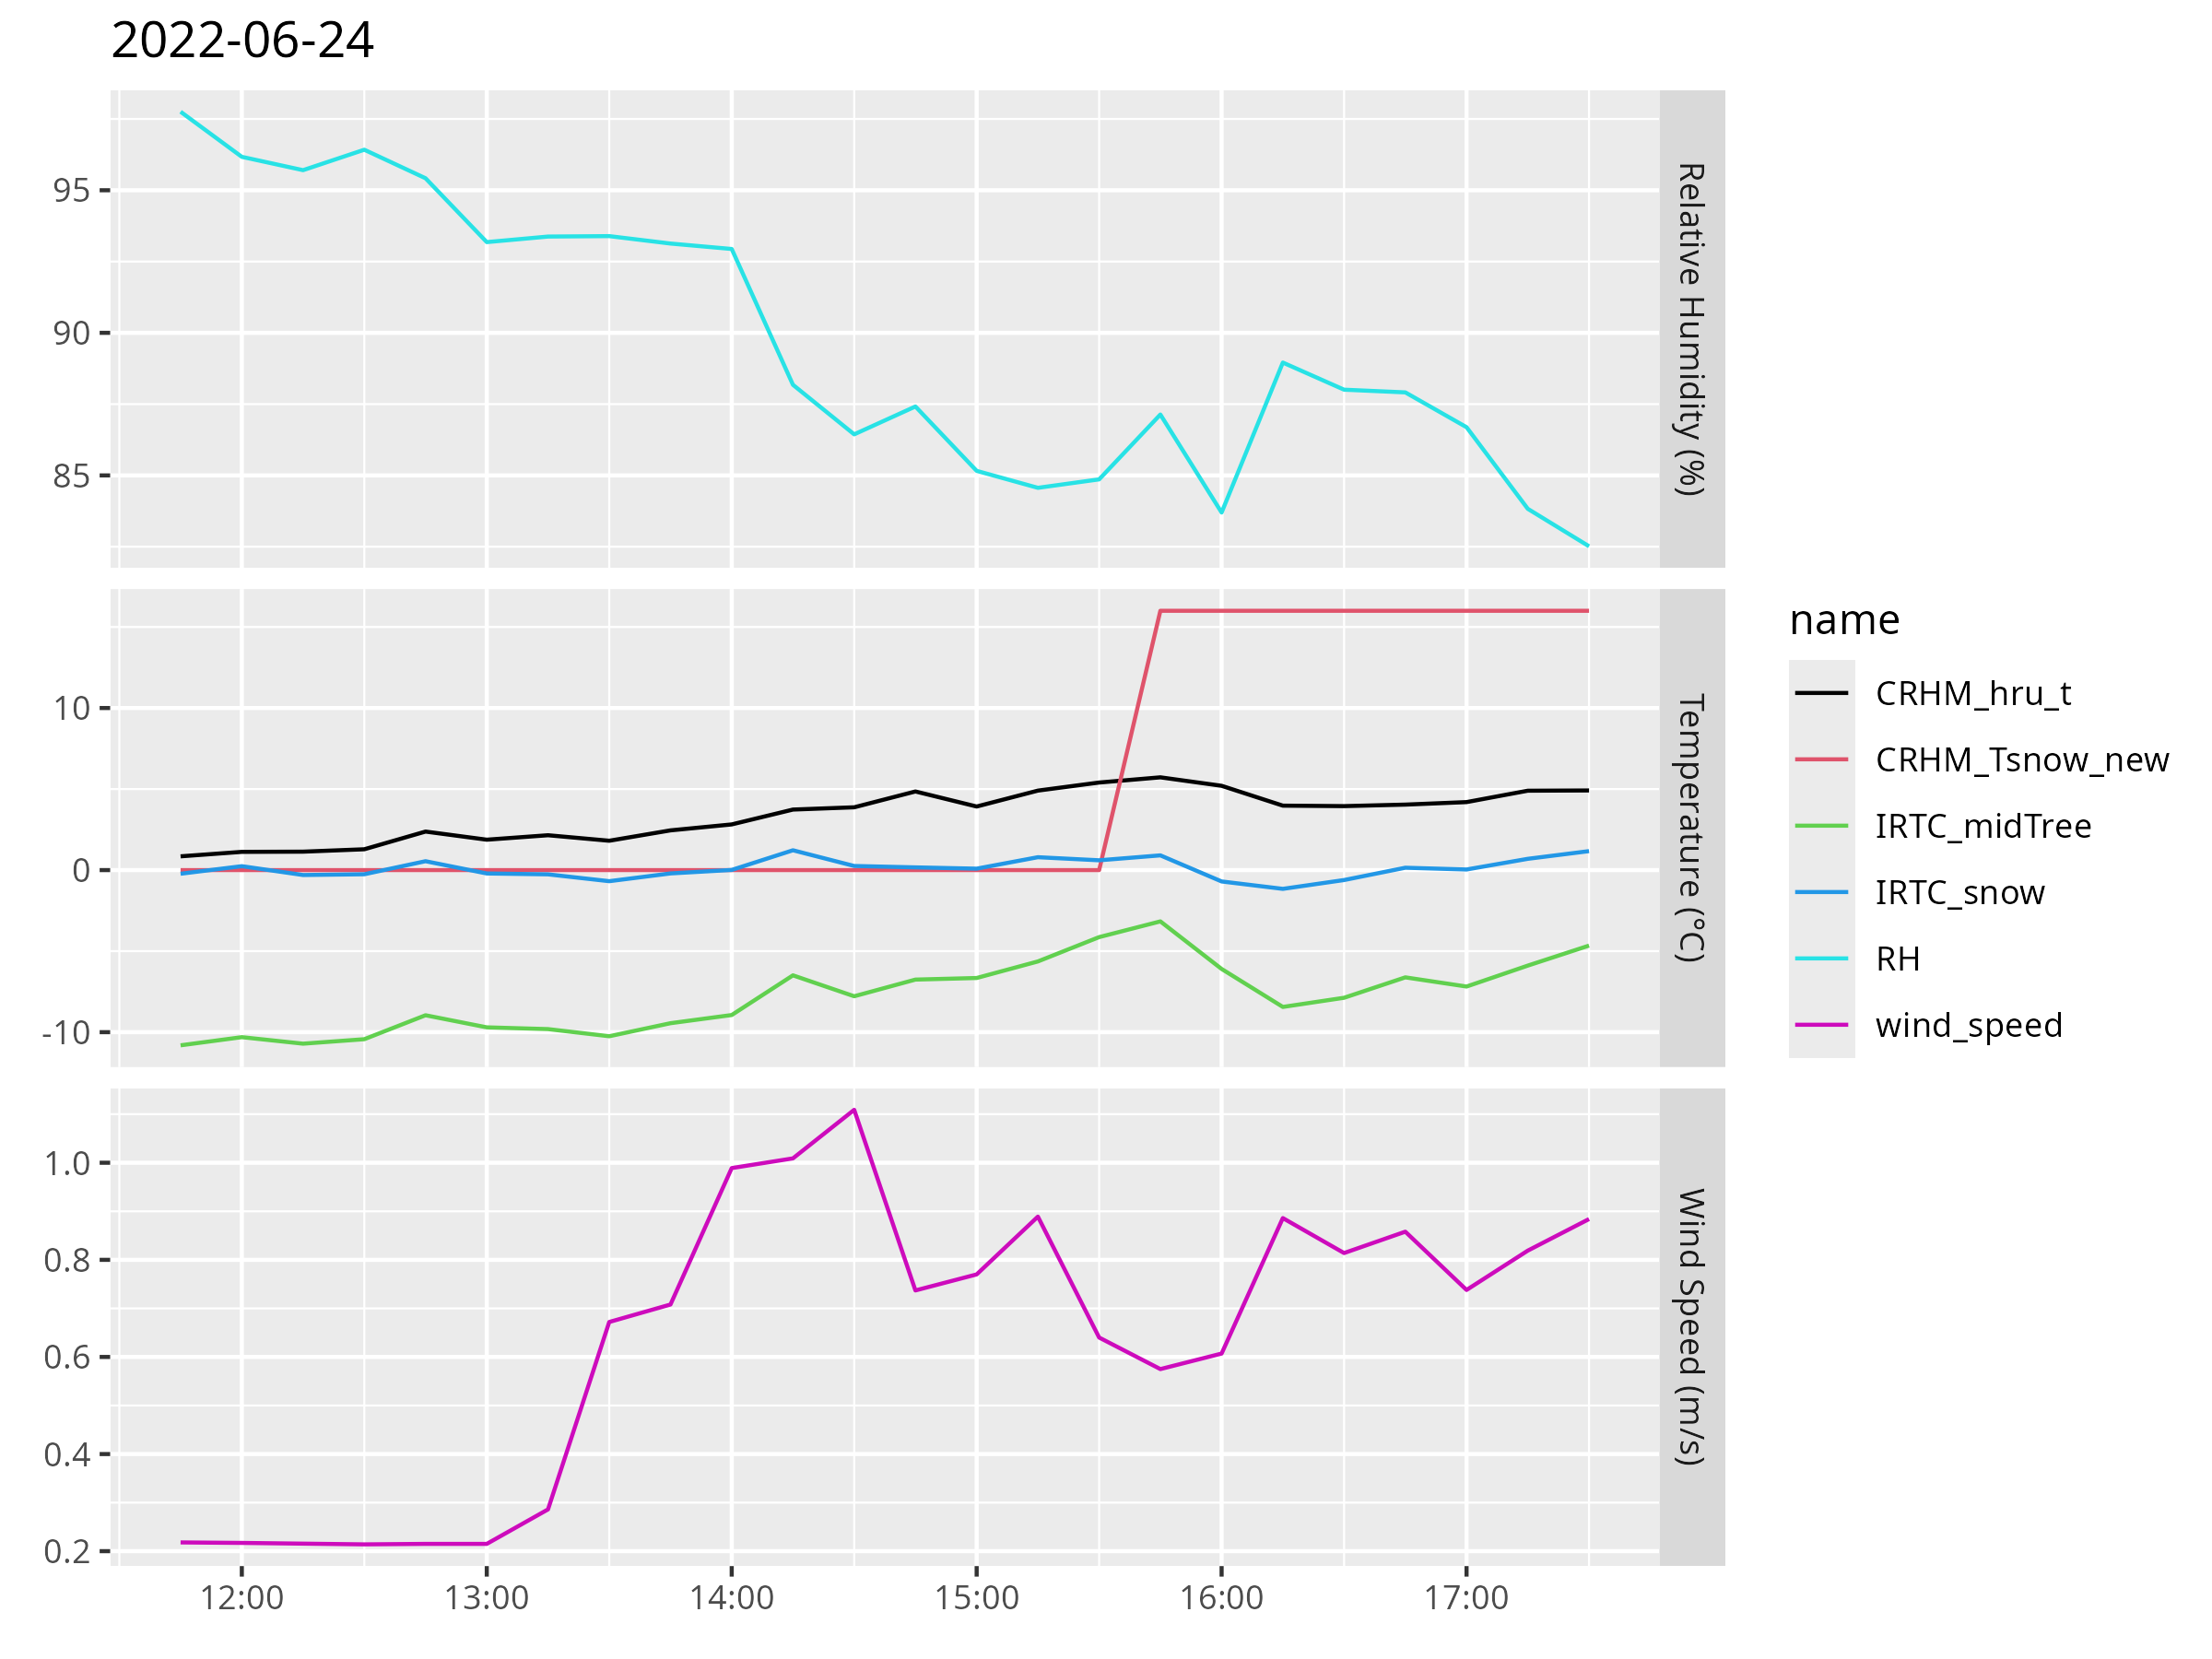 2022-06-24
95
90
85
Relative Humidity (%)
10
0
-10
Temperature (°C)
1.0
0.8
0.6
0.4
0.2
Wind Speed (m/s)
12:00
13:00
14:00
15:00
16:00
17:00
name
CRHM_hru_t
CRHM_Tsnow_new
IRTC_midTree
IRTC_snow
RH
wind_speed